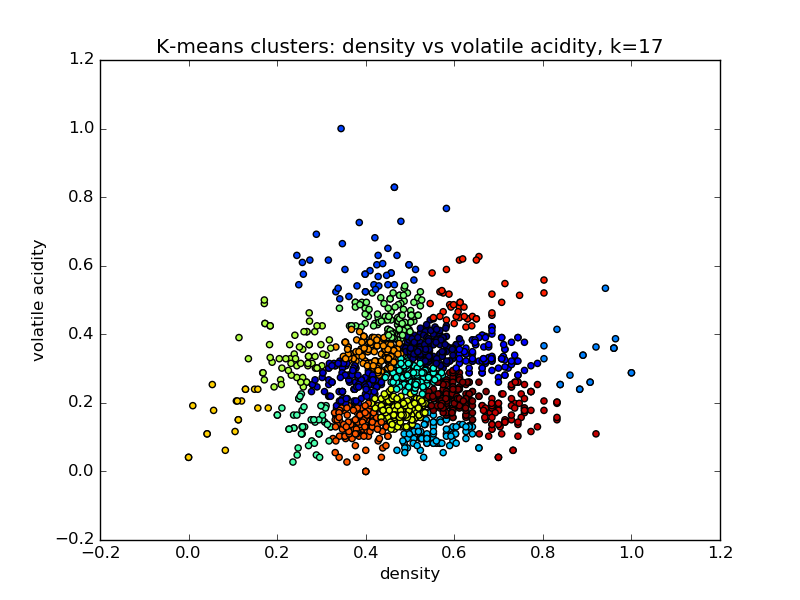 K-means clusters: density vs volatile acidity, k=17
1.2
1.0
0.8
0.6
0.4
0.2
0.0
−0.2
volatile acidity
−0.2 0.0 0.2 0.4 0.6 0.8 1.0 1.2
density